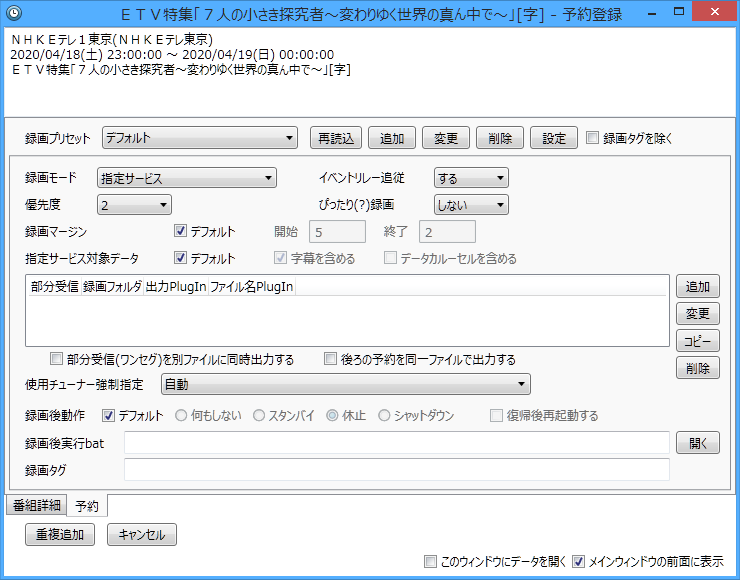 ＥＴＶ特集「７人の小さき探究者～変わりゆく世界の真ん中で～」[字] - 予約登録
ＮＨＫＥテレ１東京(ＮＨＫＥテレ東京)
2020/04/18(土) 23:00:00 ～ 2020/04/19(日) 00:00:00
ＥＴＶ特集「７人の小さき探究者～変わりゆく世界の真ん中で～」[字]
録画プリセット デフォルト 再読込 追加 変更 削除 設定 録画タグを除く
録画モード 指定サービス イベントリレー追従 する
優先度 2 ぴったり(?)録画 しない
録画マージン デフォルト 開始 5 終了 2
指定サービス対象データ デフォルト 字幕を含める データカルーセルを含める
部分受信 録画フォルダ 出力PlugIn ファイル名PlugIn 追加
変更
コピー
削除
部分受信(ワンセグ)を別ファイルに同時出力する 後ろの予約を同一ファイルで出力する
使用チューナー強制指定 自動
録画後動作 デフォルト 何もしない スタンバイ 休止 シャットダウン 復帰後再起動する
録画後実行bat 開く
録画タグ
番組詳細 予約
重複追加 キャンセル
このウィンドウにデータを開く メインウィンドウの前面に表示